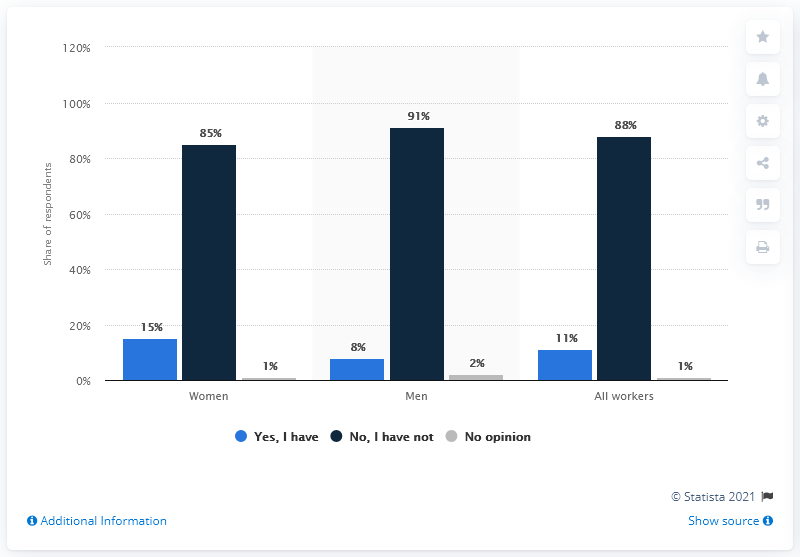 120%
100%
80%
60%
40%
20%
0%
Share of respondents
15%
85%
1%
8%
91%
2%
11%
88%
1%
Women
Men
All workers
Yes, I have
No, I have not
No opinion
© Statista 2021
Additional Information
Show source